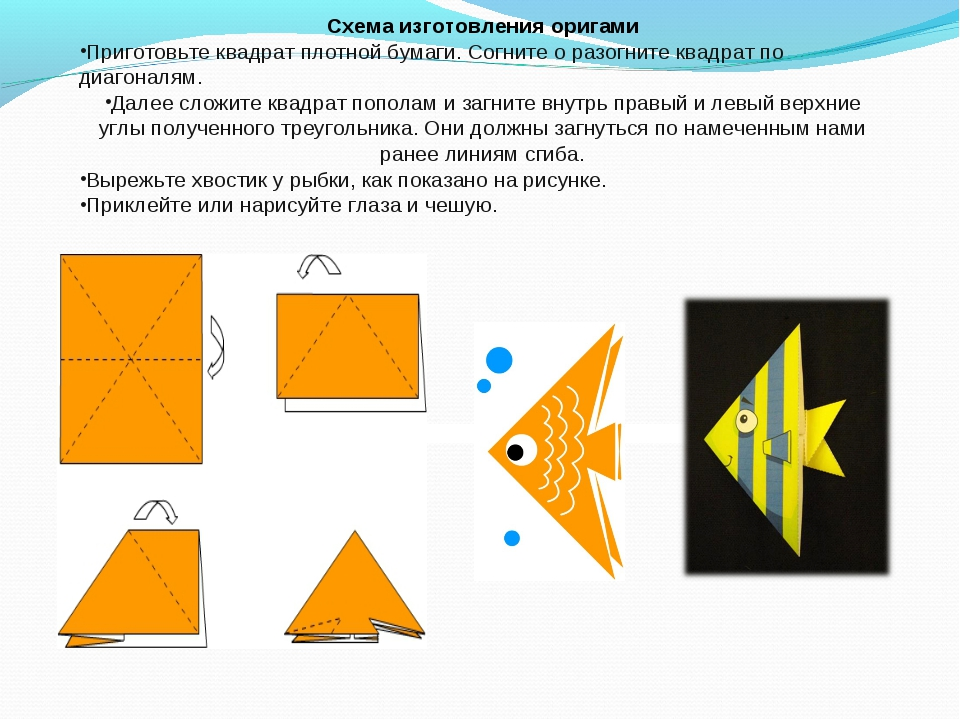 Схема изготовления оригами
•Приготовьте квадрат плотной бумаги. Согните о разогните квадрат по
диагоналям.
•Далее сложите квадрат пополам и загните внутрь правый и левый верхние
углы полученного треугольника. Они должны загнуться по намеченным нами
ранее линиям сгиба.
•Вырежьте хвостик у рыбки, как показано на рисунке.
•Приклейте или нарисуйте глаза и чешую.